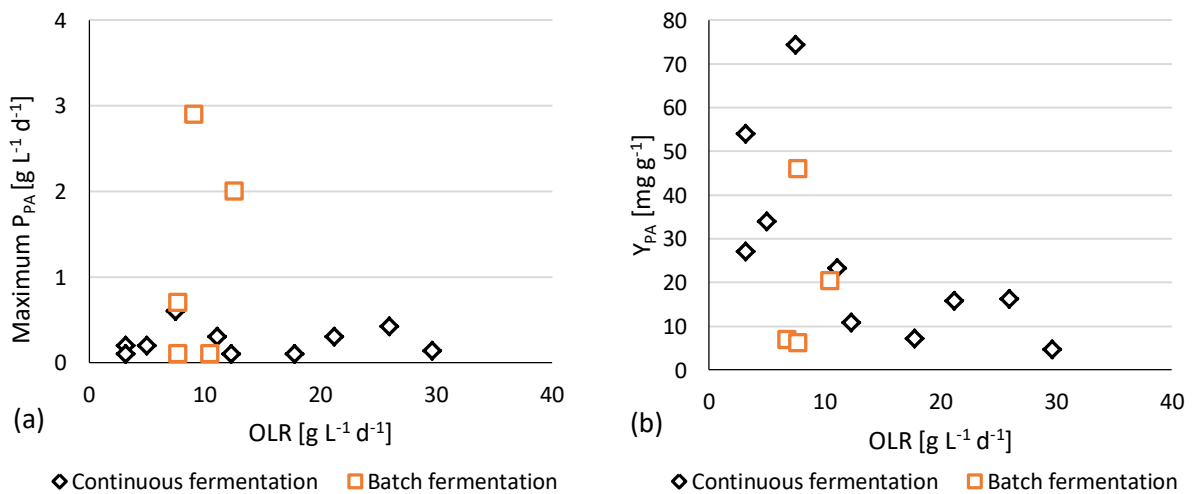 Maximum P_PA [g L⁻¹ d⁻¹]
4
3
2
1
0
0 10 20 30 40
OLR [g L⁻¹ d⁻¹]
(a)
Continuous fermentation Batch fermentation
Y_PA [mg g⁻¹]
80
70
60
50
40
30
20
10
0
0 10 20 30 40
OLR [g L⁻¹ d⁻¹]
(b)
Continuous fermentation Batch fermentation